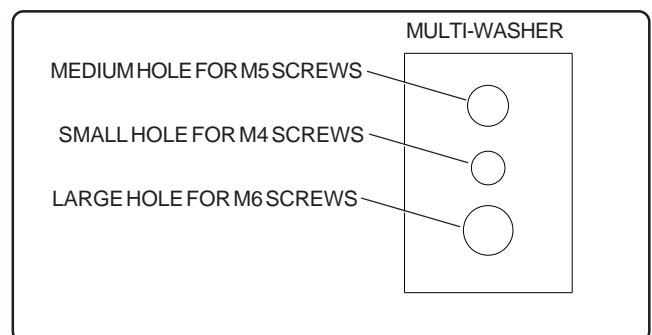 MULTI-WASHER
MEDIUM HOLE FOR M5 SCREWS
SMALL HOLE FOR M4 SCREWS
LARGE HOLE FOR M6 SCREWS